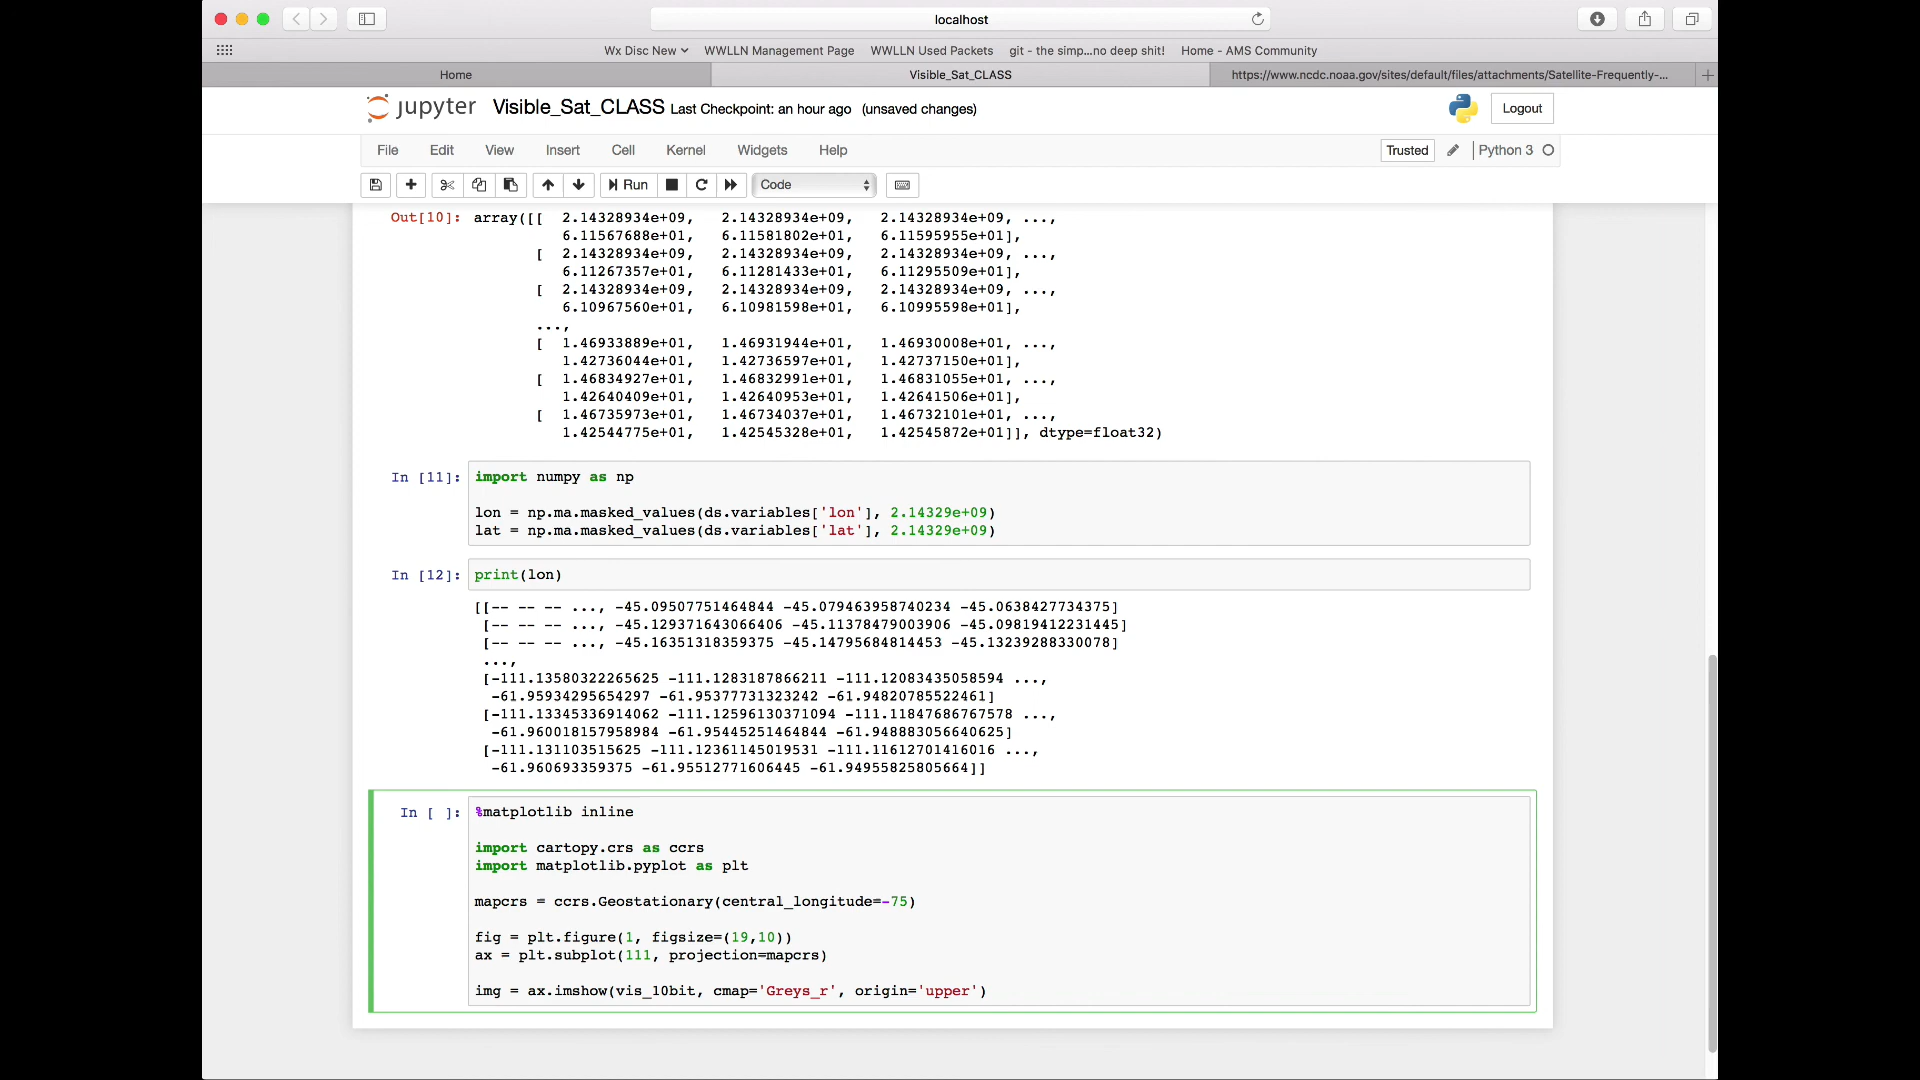 localhost
Wx Disc New WWLLN Management Page WWLLN Used Packets git - the simp...no deep shit! Home - AMS Community
Home Visible_Sat_CLASS https://www.ncdc.noaa.gov/sites/default/files/attachments/Satellite-Frequently-...
jupyter Visible_Sat_CLASS Last Checkpoint: an hour ago (unsaved changes) Logout
File Edit View Insert Cell Kernel Widgets Help Trusted Python 3
Run Code
Out[10]: array([[ 2.14328934e+09, 2.14328934e+09, 2.14328934e+09, ...,
6.11567688e+01, 6.11581802e+01, 6.11595955e+01],
[ 2.14328934e+09, 2.14328934e+09, 2.14328934e+09, ...,
6.11267357e+01, 6.11281433e+01, 6.11295509e+01],
[ 2.14328934e+09, 2.14328934e+09, 2.14328934e+09, ...,
6.10967560e+01, 6.10981598e+01, 6.10995598e+01],
...,
[ 1.46933889e+01, 1.46931944e+01, 1.46930008e+01, ...,
1.42736044e+01, 1.42736597e+01, 1.42737150e+01],
[ 1.46834927e+01, 1.46832991e+01, 1.46831055e+01, ...,
1.42640409e+01, 1.42640953e+01, 1.42641506e+01],
[ 1.46735973e+01, 1.46734037e+01, 1.46732101e+01, ...,
1.42544775e+01, 1.42545328e+01, 1.42545872e+01]], dtype=float32)
In [11]: import numpy as np
lon = np.ma.masked_values(ds.variables['lon'], 2.14329e+09)
lat = np.ma.masked_values(ds.variables['lat'], 2.14329e+09)
In [12]: print(lon)
[[-- -- -- ..., -45.09507751464844 -45.079463958740234 -45.0638427734375]
[-- -- -- ..., -45.129371643066406 -45.11378479003906 -45.09819412231445]
[-- -- -- ..., -45.16351318359375 -45.14795684814453 -45.13239288330078]
...,
[-111.13580322265625 -111.1283187866211 -111.12083435058594 ...,
-61.95934295654297 -61.95377731323242 -61.94820785522461]
[-111.13345336914062 -111.12596130371094 -111.11847686767578 ...,
-61.960018157958984 -61.95445251464844 -61.948883056640625]
[-111.131103515625 -111.12361145019531 -111.11612701416016 ...,
-61.960693359375 -61.95512771606445 -61.94955825805664]]
In [ ]: %matplotlib inline
import cartopy.crs as ccrs
import matplotlib.pyplot as plt
mapcrs = ccrs.Geostationary(central_longitude=-75)
fig = plt.figure(1, figsize=(19,10))
ax = plt.subplot(111, projection=mapcrs)
img = ax.imshow(vis_10bit, cmap='Greys_r', origin='upper')